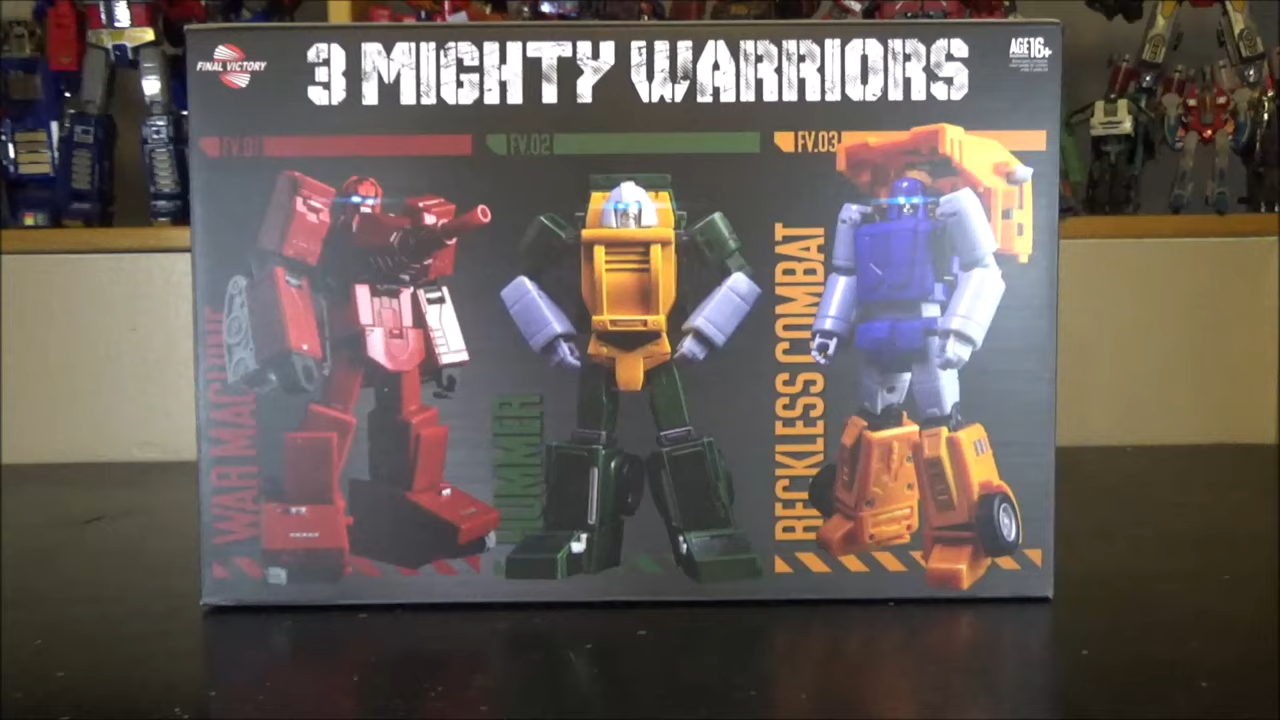 FINAL VICTORY
3 MIGHTY WARRIORS
AGE16+
FV.01
FV.02
FV.03
WAR MACHINE
HUMMER
RECKLESS COMBAT